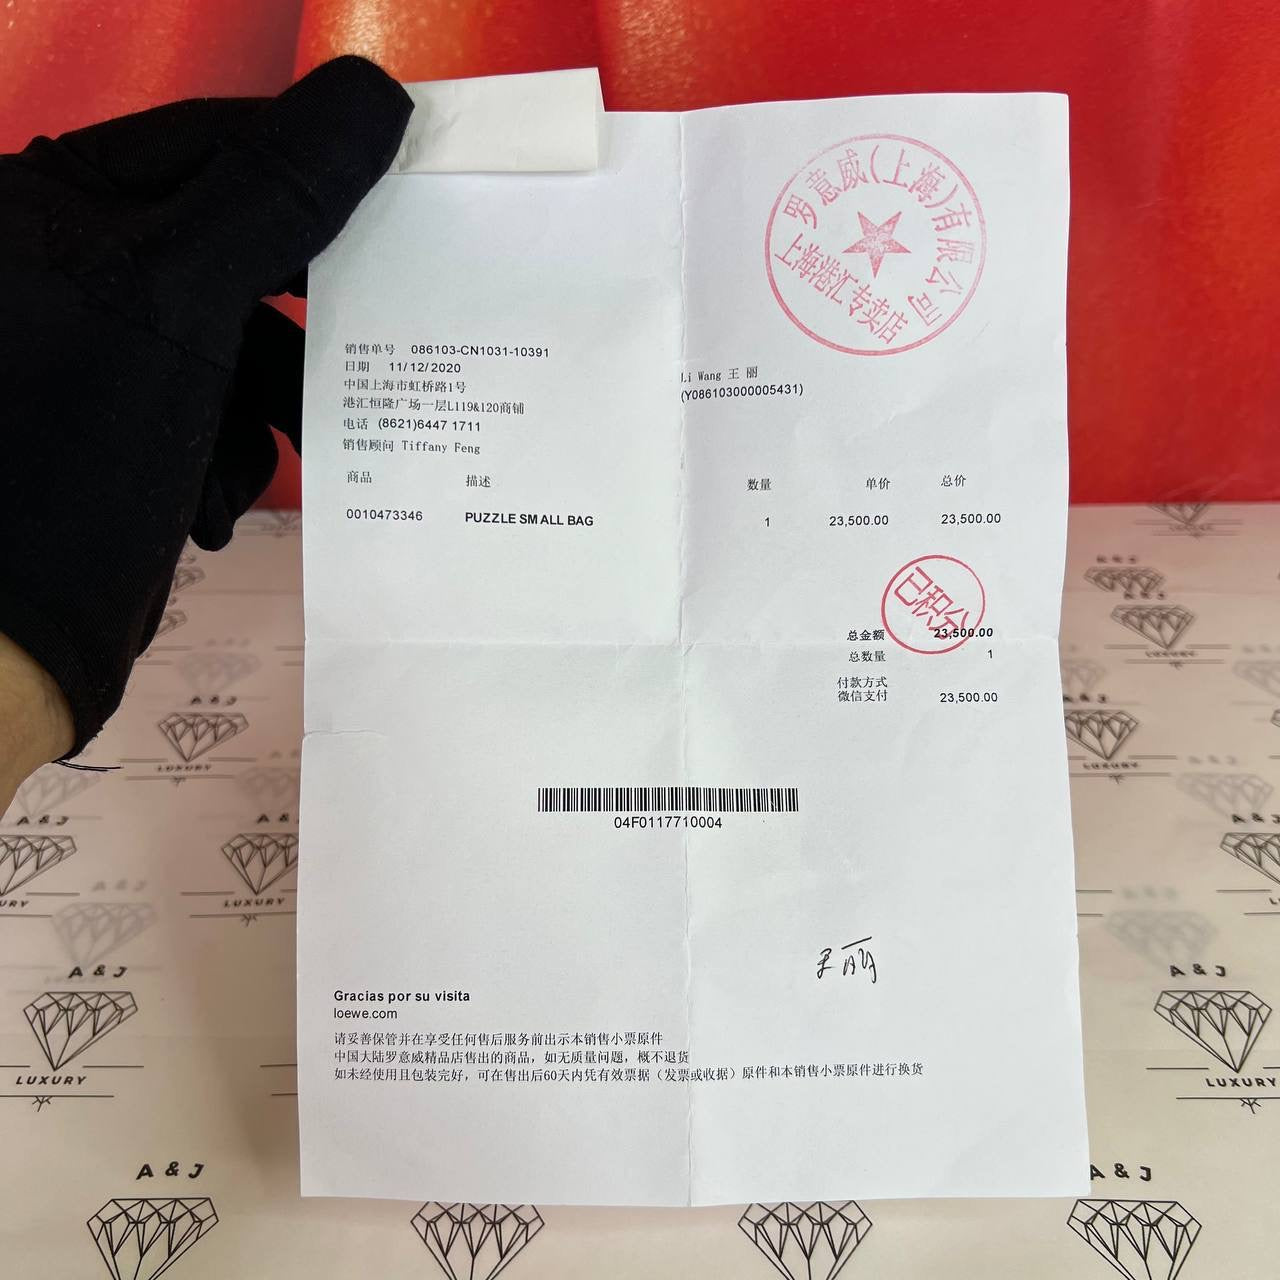 罗意威(上海)有限公司
上海港汇专卖店
销售单号 086103-CN1031-10391
日期 11/12/2020
中国上海市虹桥路1号
港汇恒隆广场一层L119&120商铺
电话 (8621)6447 1711
销售顾问 Tiffany Feng
Li Wang 王 丽
(Y086103000005431)
商品 描述 数量 单价 总价
0010473346 PUZZLE SMALL BAG 1 23,500.00 23,500.00
已积分
总金额 23,500.00
总数量 1
付款方式
微信支付 23,500.00
04F0117710004
王丽
Gracias por su visita
loewe.com
请妥善保管并在享受任何售后服务前出示本销售小票原件
中国大陆罗意威精品店售出的商品，如无质量问题，概不退货
如未经使用且包装完好，可在售出后60天内凭有效票据（发票或收据）原件和本销售小票原件进行换货
A & J
LUXURY
A & J
LUXURY
A & J
LUXURY
A & J
LUXURY
A & J
A & J